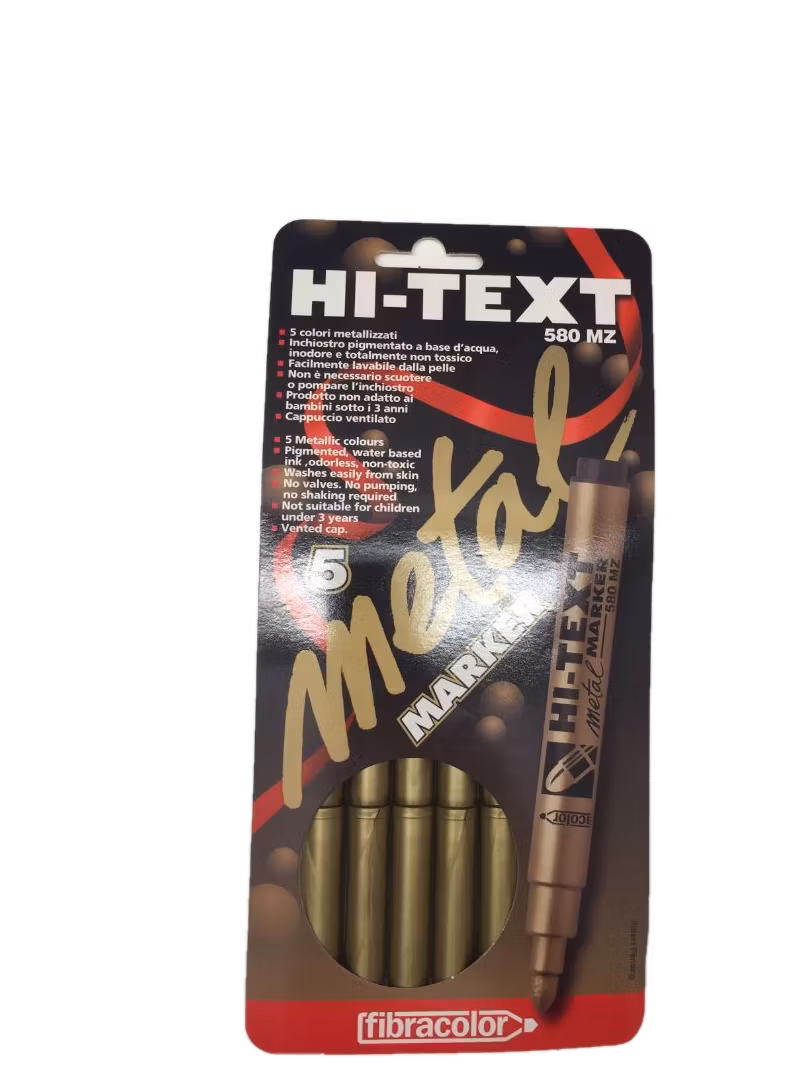 HI-TEXT
580 MZ
5 colori metallizzati
Inchiostro pigmentato a base d'acqua,
inodore e totalmente non tossico
Facilmente lavabile dalla pelle
Non è necessario scuotere
o pompare l'inchiostro
Prodotto non adatto ai
bambini sotto i 3 anni
Cappuccio ventilato
5 Metallic colours
Pigmented, water based
ink ,odorless, non-toxic
Washes easily from skin
No valves. No pumping,
no shaking required
Not suitable for children
under 3 years
Vented cap.
5
metal
MARKER
HI-TEXT
metal MARKER
580 MZ
fibracolor